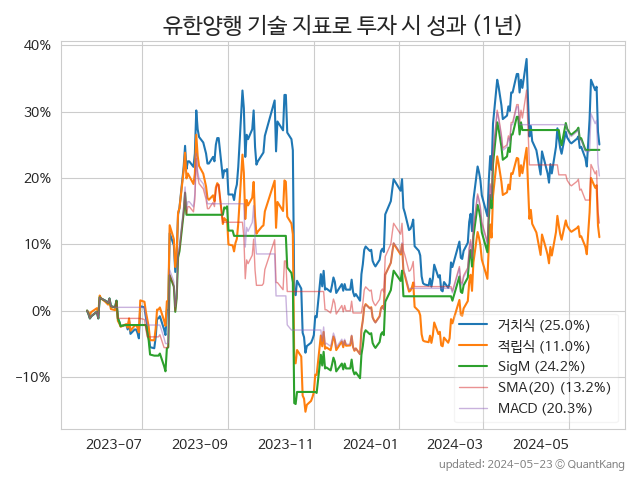 유한양행 기술 지표로 투자 시 성과 (1년)
40%
30%
20%
10%
0%
−10%
거치식 (25.0%)
적립식 (11.0%)
SigM (24.2%)
SMA(20) (13.2%)
MACD (20.3%)
2023-07
2023-09
2023-11
2024-01
2024-03
2024-05
updated: 2024-05-23 © QuantKang